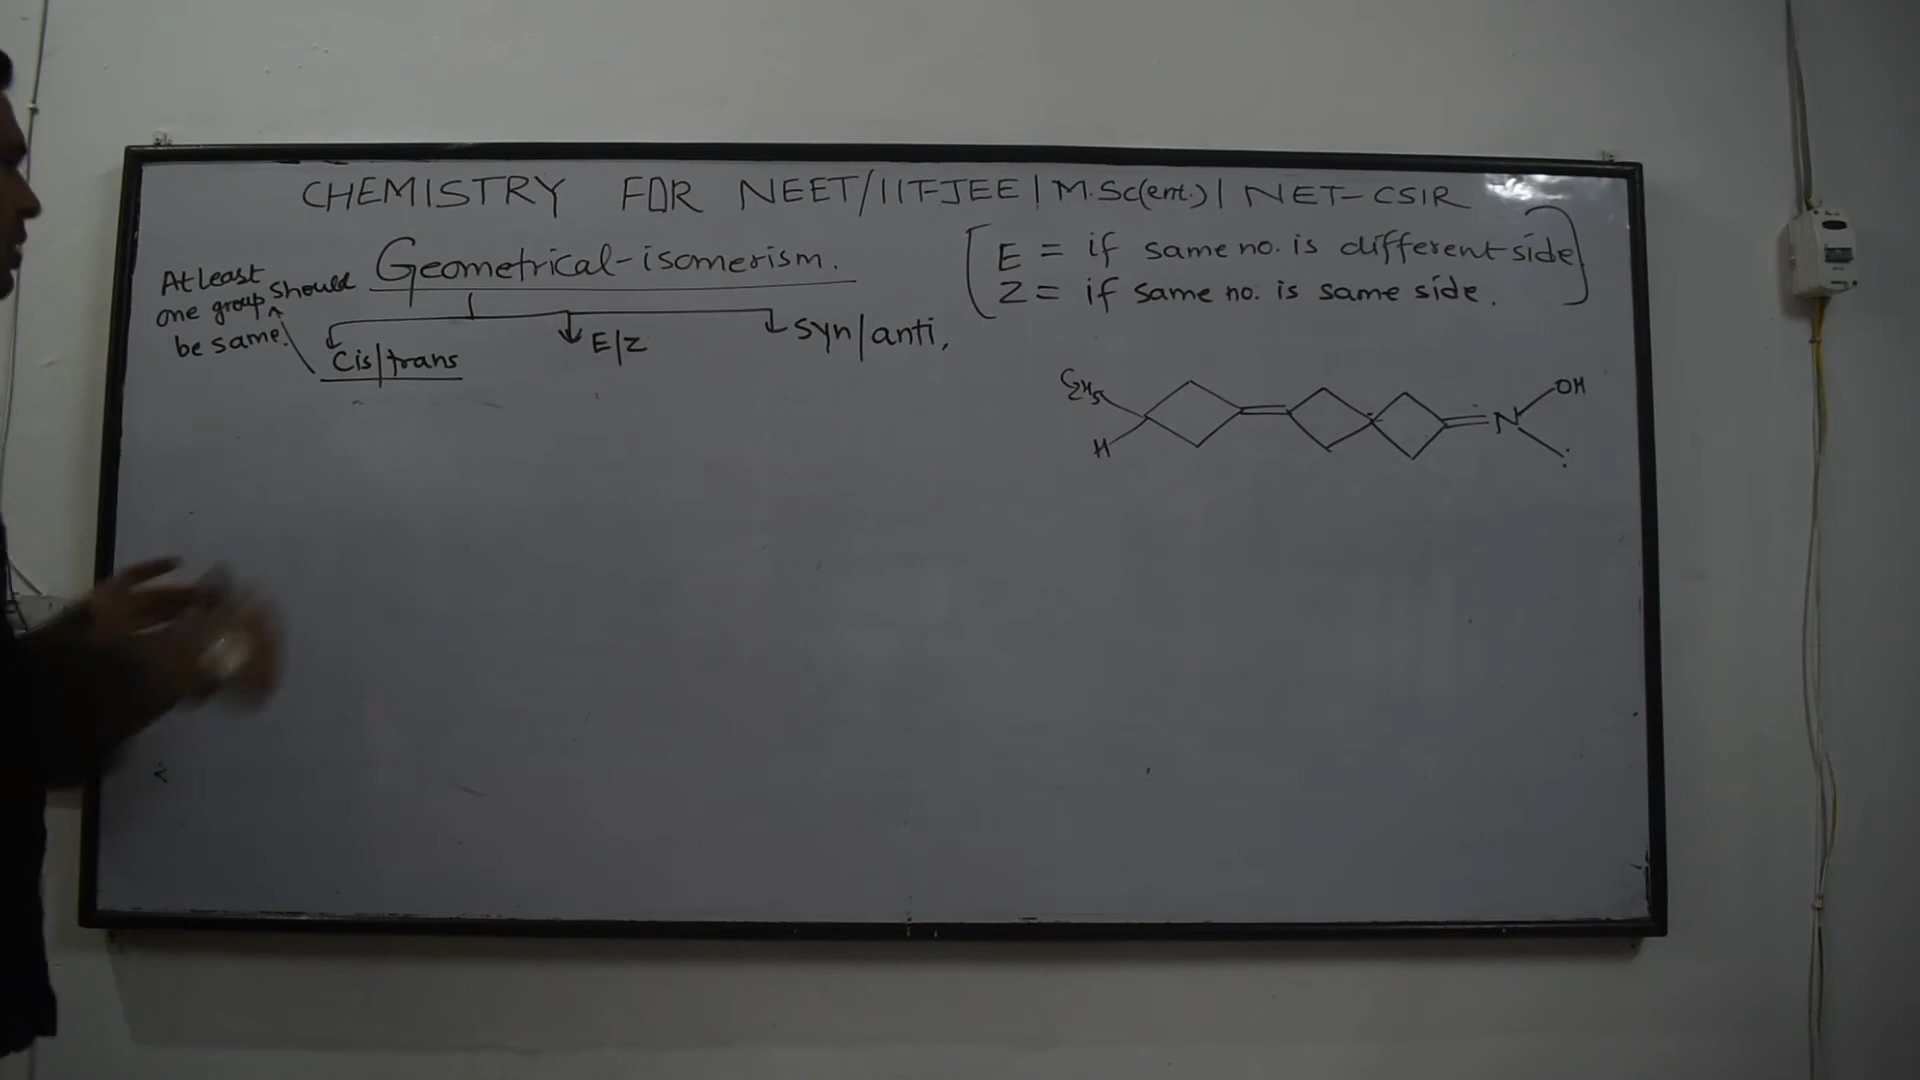 CHEMISTRY FOR NEET/IIT-JEE | M.Sc(ent.) | NET-CSIR
Geometrical-isomerism.
At least
one group should
be same.
Cis/trans
E/Z
Syn/anti,
E = if same no. is different side
Z = if same no. is same side.
C2H5
H
N
OH